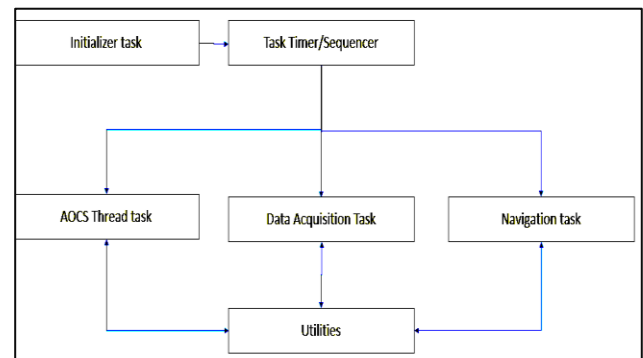 Initializer task
Task Timer/Sequencer
AOCS Thread task
Data Acquisition Task
Navigation task
Utilities